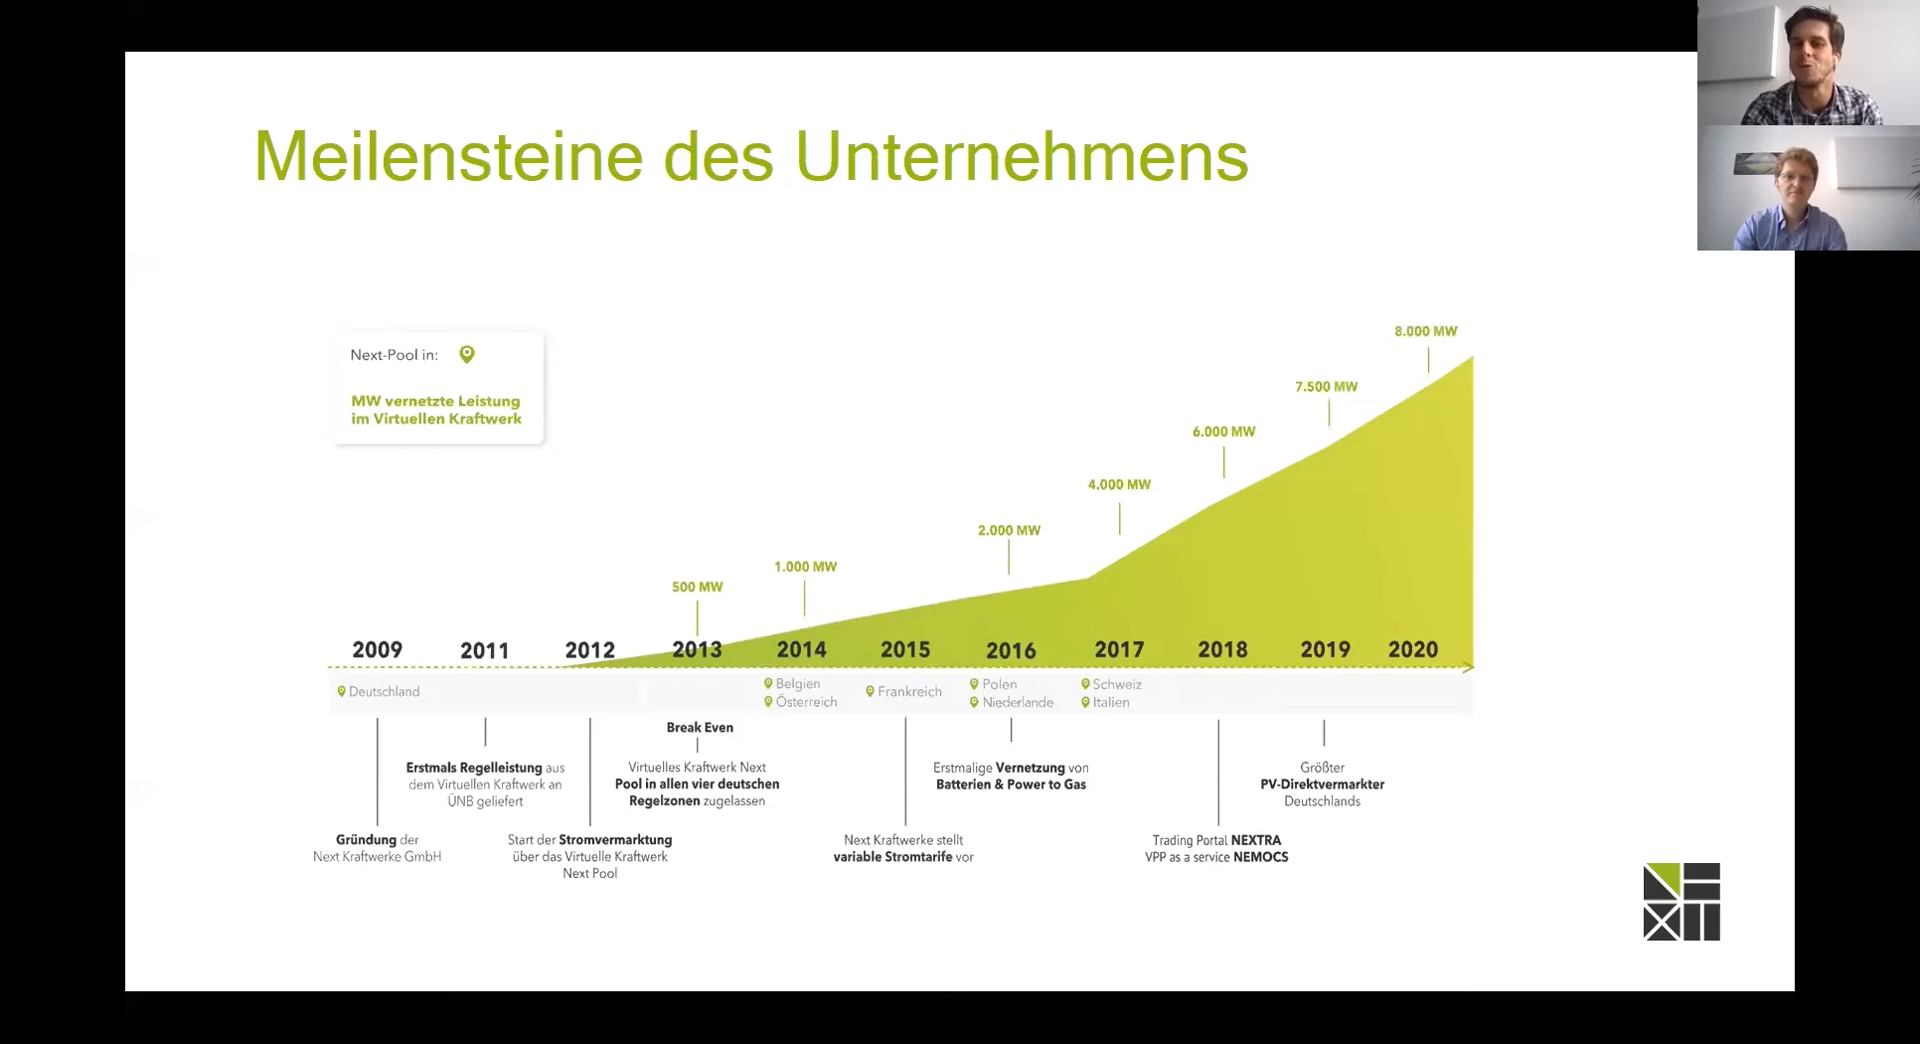 Meilensteine des Unternehmens
Next-Pool in:
MW vernetzte Leistung
im Virtuellen Kraftwerk
500 MW
1.000 MW
2.000 MW
4.000 MW
6.000 MW
7.500 MW
8.000 MW
2009
2011
2012
2013
2014
2015
2016
2017
2018
2019
2020
Deutschland
Belgien
Österreich
Frankreich
Polen
Niederlande
Schweiz
Italien
Gründung der
Next Kraftwerke GmbH
Erstmals Regelleistung aus
dem Virtuellen Kraftwerk an
ÜNB geliefert
Start der Stromvermarktung
über das Virtuelle Kraftwerk
Next Pool
Break Even
Virtuelles Kraftwerk Next
Pool in allen vier deutschen
Regelzonen zugelassen
Next Kraftwerke stellt
variable Stromtarife vor
Erstmalige Vernetzung von
Batterien & Power to Gas
Trading Portal NEXTRA
VPP as a service NEMOCS
Größter
PV-Direktvermarkter
Deutschlands
NEXT